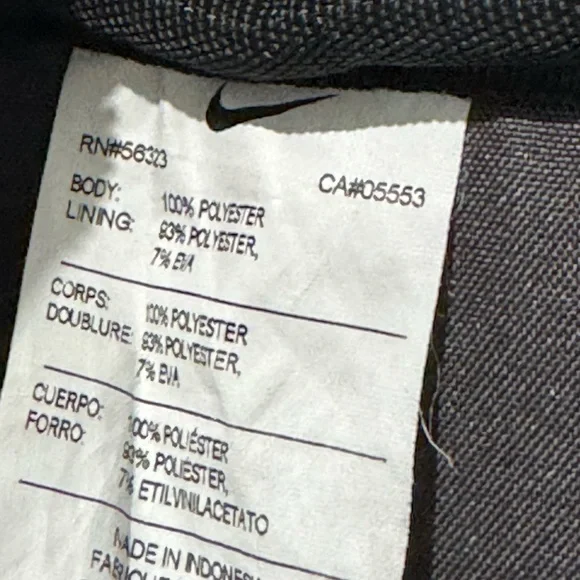 RN#56323
CA#05553
BODY: 100% POLYESTER
LINING: 93% POLYESTER,
7% EVA
CORPS: 100% POLYESTER
DOUBLURE: 93% POLYESTER,
7% EVA
CUERPO: 100% POLIÉSTER
FORRO: 93% POLIÉSTER,
7% ETILVINILACETATO
MADE IN